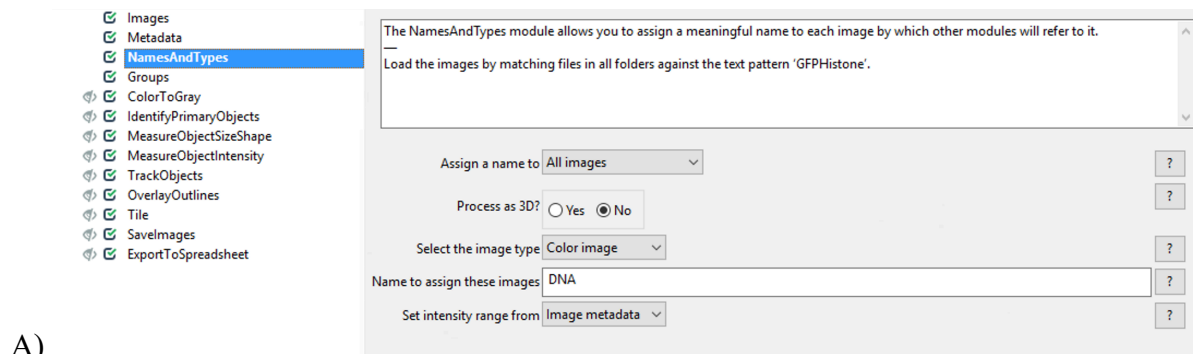 Images
Metadata
NamesAndTypes
Groups
ColorToGray
IdentifyPrimaryObjects
MeasureObjectSizeShape
MeasureObjectIntensity
TrackObjects
OverlayOutlines
Tile
SaveImages
ExportToSpreadsheet
The NamesAndTypes module allows you to assign a meaningful name to each image by which other modules will refer to it.
—
Load the images by matching files in all folders against the text pattern ‘GFPHistone’.
Assign a name to All images ?
Process as 3D? Yes No ?
Select the image type Color image ?
Name to assign these images DNA ?
Set intensity range from Image metadata ?
A)